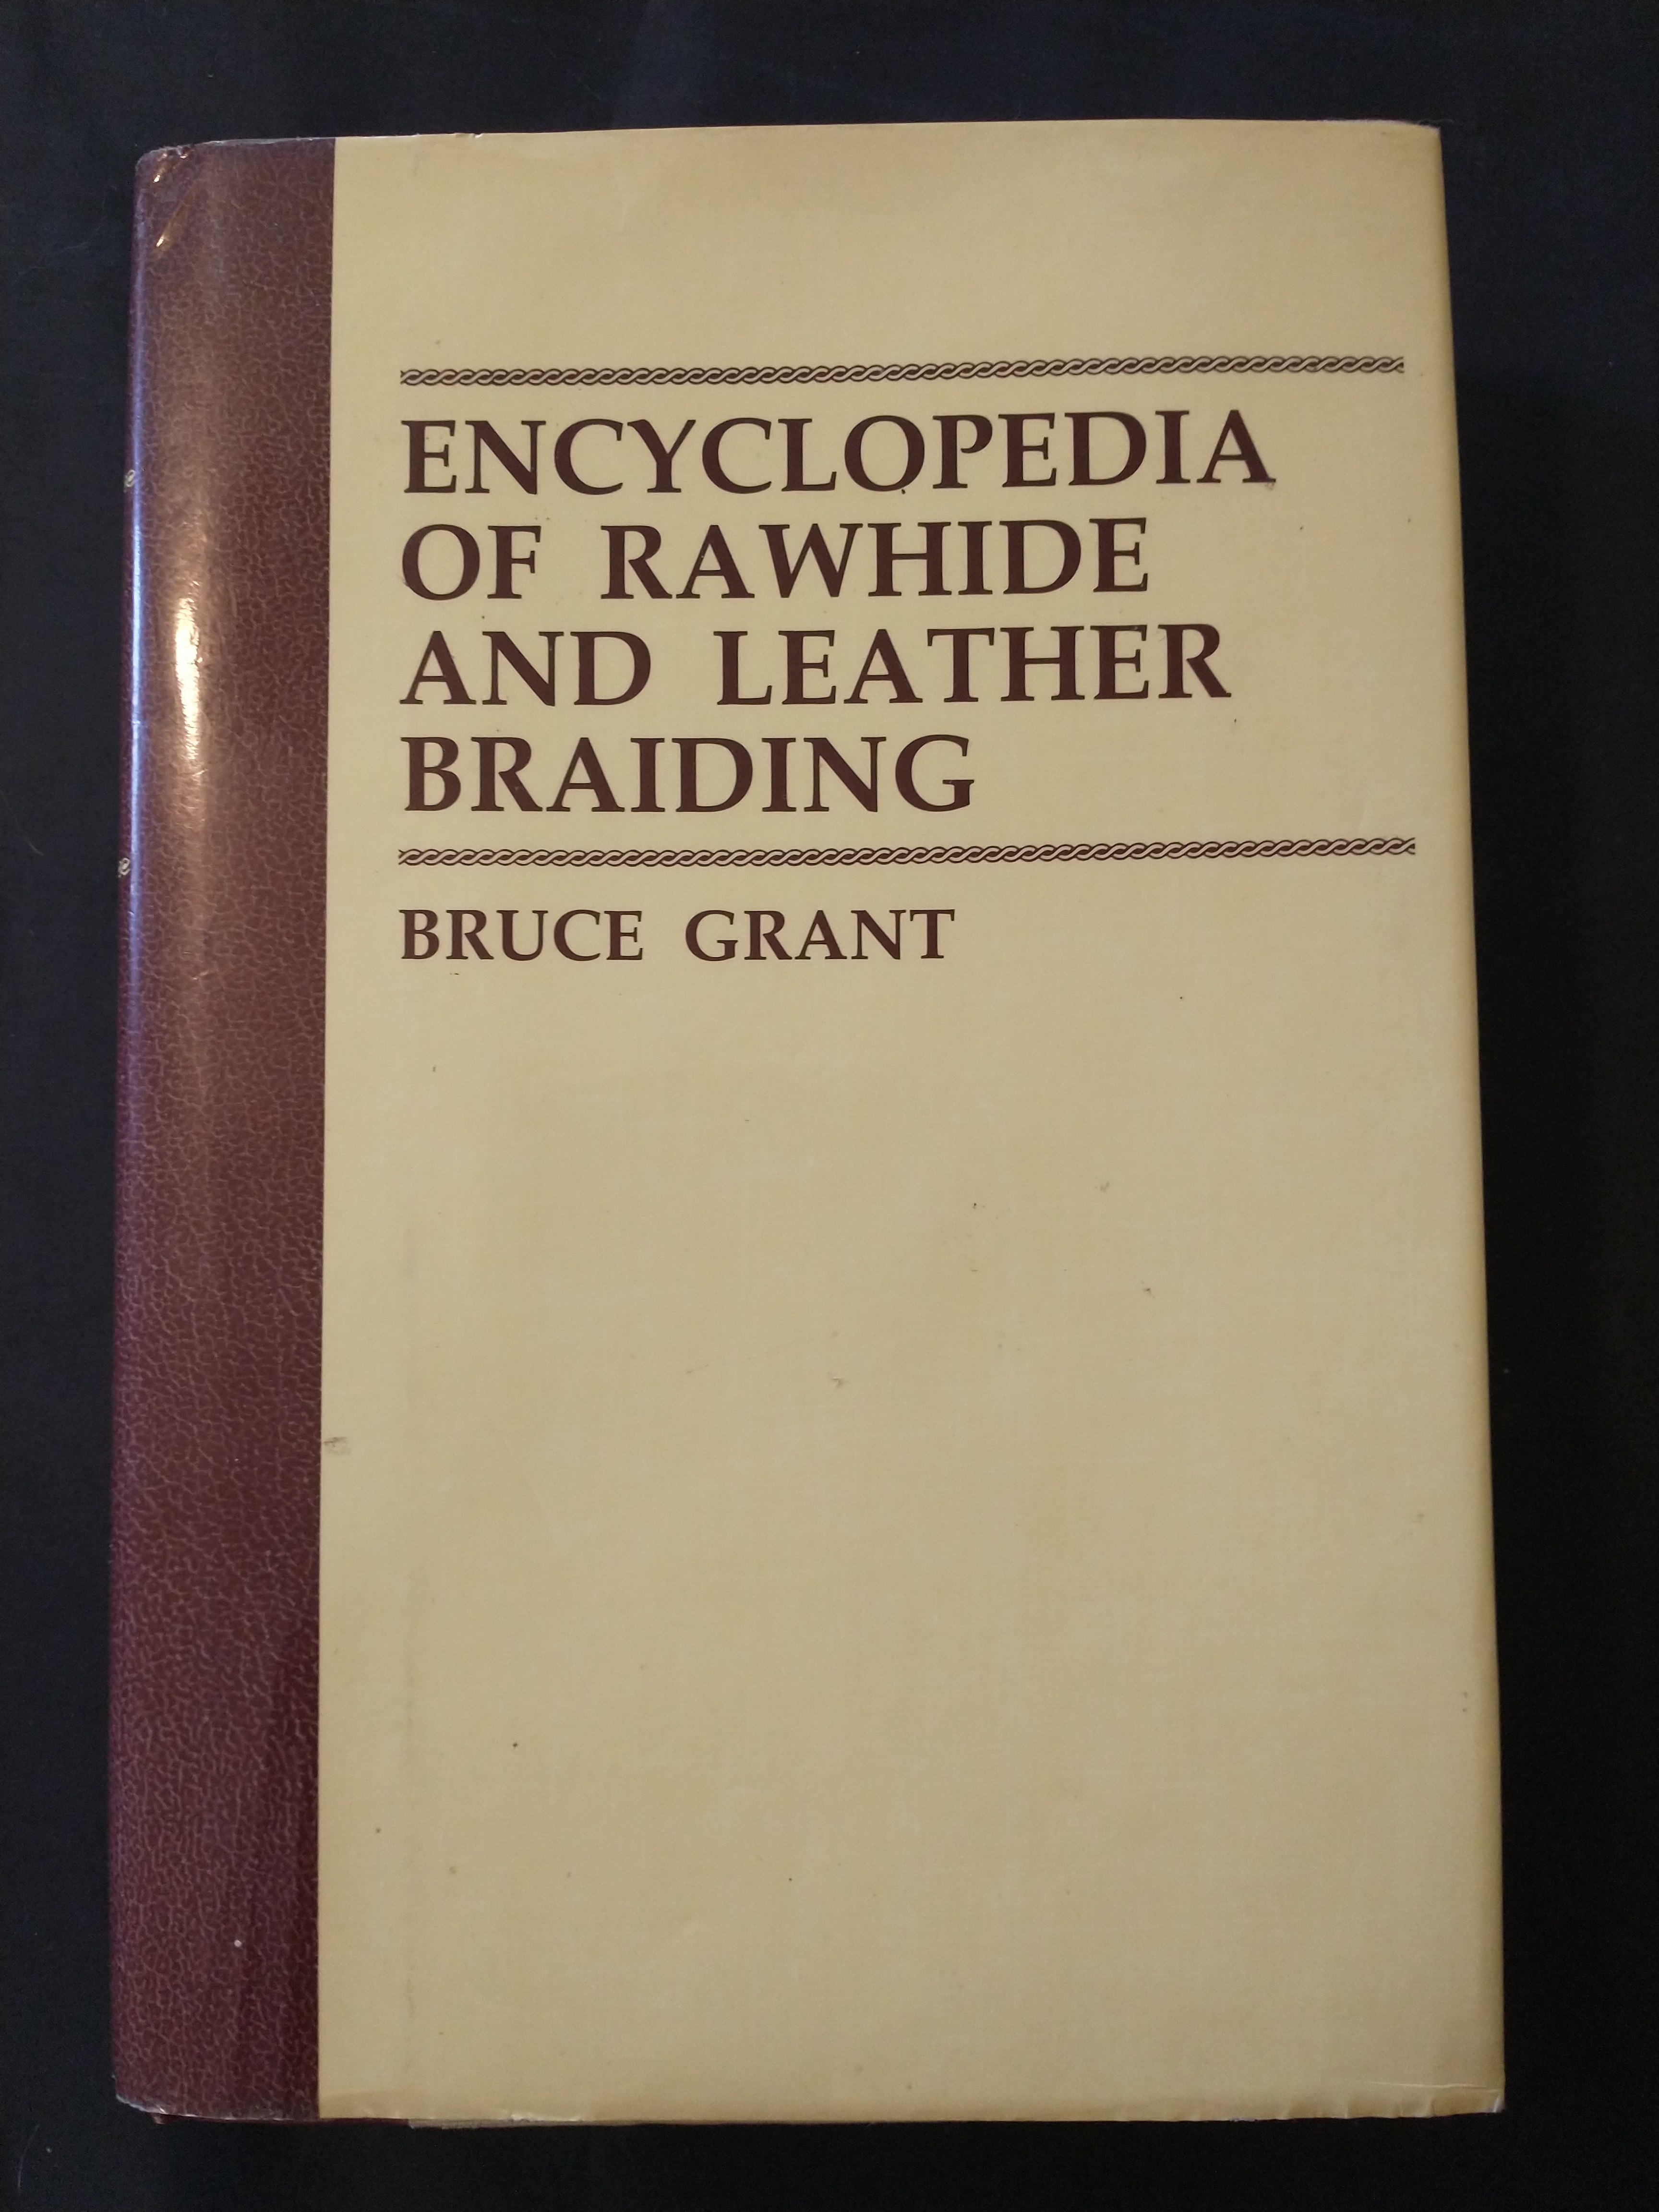 ENCYCLOPEDIA
OF RAWHIDE
AND LEATHER
BRAIDING
BRUCE GRANT